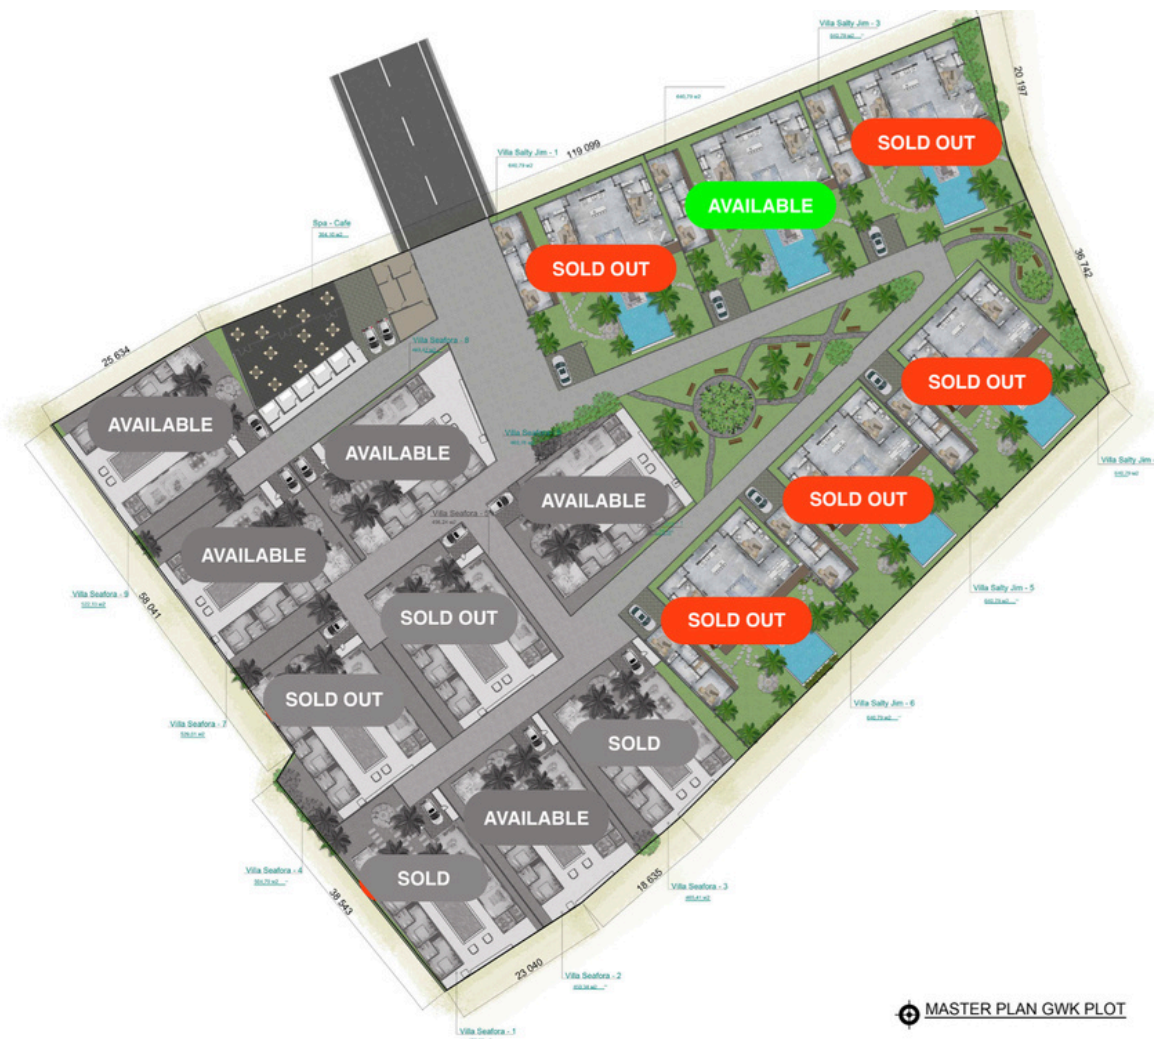 Villa Salty Jim - 3
20 197
Villa Salty Jim - 1
119 099
SOLD OUT
AVAILABLE
Spa - Cafe
SOLD OUT
36 742
25 634
Villa Seafora - 8
SOLD OUT
AVAILABLE
AVAILABLE
Villa Salty Jim -
AVAILABLE
SOLD OUT
Villa Seafora - 5
AVAILABLE
Villa Seafora - 9
58 041
SOLD OUT
SOLD OUT
Villa Salty Jim - 5
SOLD OUT
Villa Salty Jim - 6
Villa Seafora - 7
SOLD
AVAILABLE
Villa Seafora - 4
SOLD
38 543
18 635
Villa Seafora - 3
23 040
Villa Seafora - 2
Villa Seafora - 1
MASTER PLAN GWK PLOT